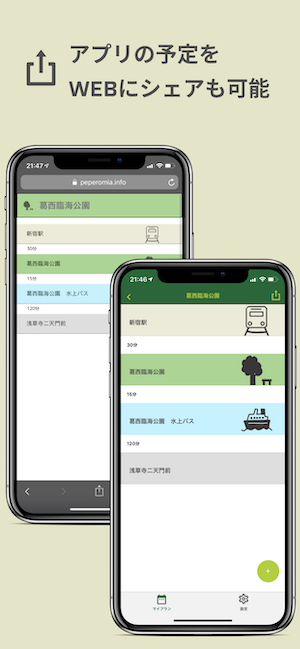 アプリの予定を
WEBにシェアも可能
21:47
peperomia.info
葛西臨海公園
新宿駅
30分
葛西臨海公園
15分
葛西臨海公園 水上バス
120分
浅草寺二天門前
21:46
葛西臨海公園
新宿駅
30分
葛西臨海公園
15分
葛西臨海公園 水上バス
120分
浅草寺二天門前
+
マイプラン
設定